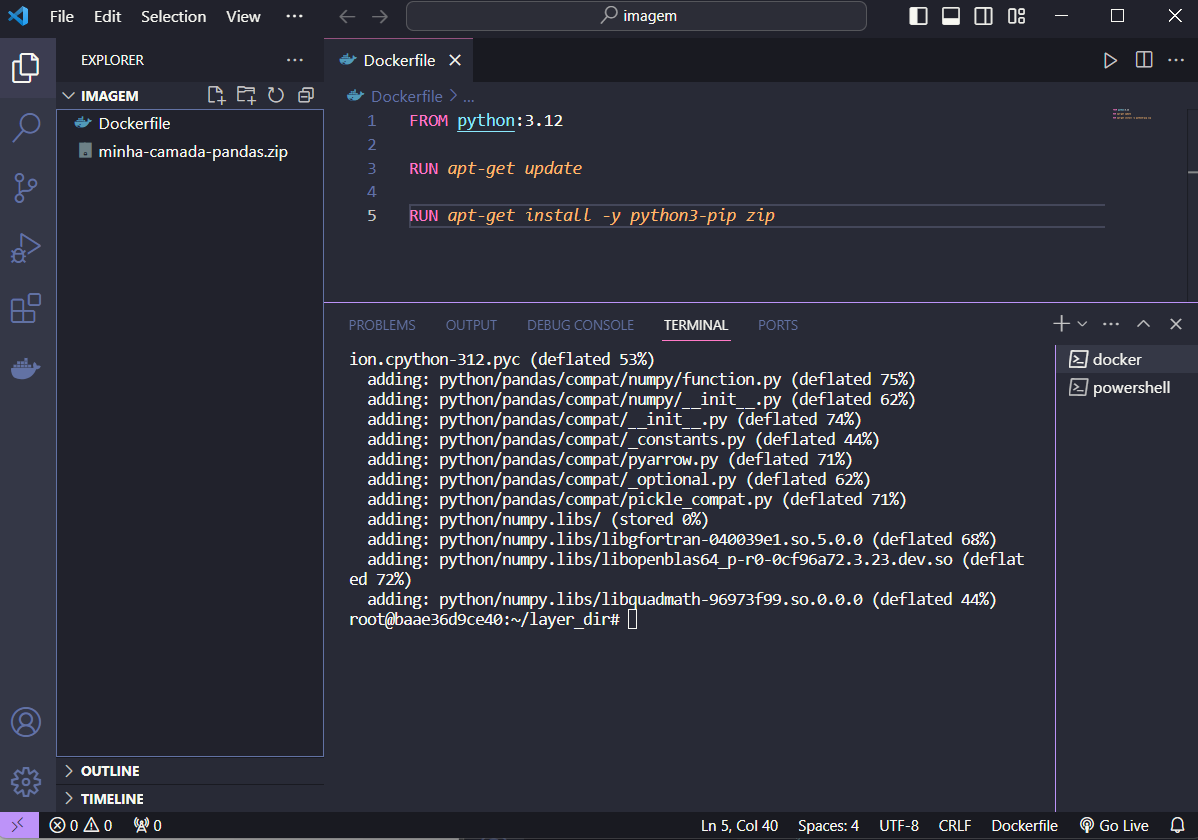 File Edit Selection View ···
imagem
EXPLORER ···
IMAGEM
Dockerfile
minha-camada-pandas.zip
Dockerfile
Dockerfile > ...
1 FROM python:3.12
2
3 RUN apt-get update
4
5 RUN apt-get install -y python3-pip zip
PROBLEMS OUTPUT DEBUG CONSOLE TERMINAL PORTS
ion.cpython-312.pyc (deflated 53%)
adding: python/pandas/compat/numpy/function.py (deflated 75%)
adding: python/pandas/compat/numpy/__init__.py (deflated 62%)
adding: python/pandas/compat/__init__.py (deflated 74%)
adding: python/pandas/compat/_constants.py (deflated 44%)
adding: python/pandas/compat/pyarrow.py (deflated 71%)
adding: python/pandas/compat/_optional.py (deflated 62%)
adding: python/pandas/compat/pickle_compat.py (deflated 71%)
adding: python/numpy.libs/ (stored 0%)
adding: python/numpy.libs/libgfortran-040039e1.so.5.0.0 (deflated 68%)
adding: python/numpy.libs/libopenblas64_p-r0-0cf96a72.3.23.dev.so (deflat
ed 72%)
adding: python/numpy.libs/libquadmath-96973f99.so.0.0.0 (deflated 44%)
root@baae36d9ce40:~/layer_dir#
docker
powershell
OUTLINE
TIMELINE
0 0 0
Ln 5, Col 40 Spaces: 4 UTF-8 CRLF Dockerfile Go Live